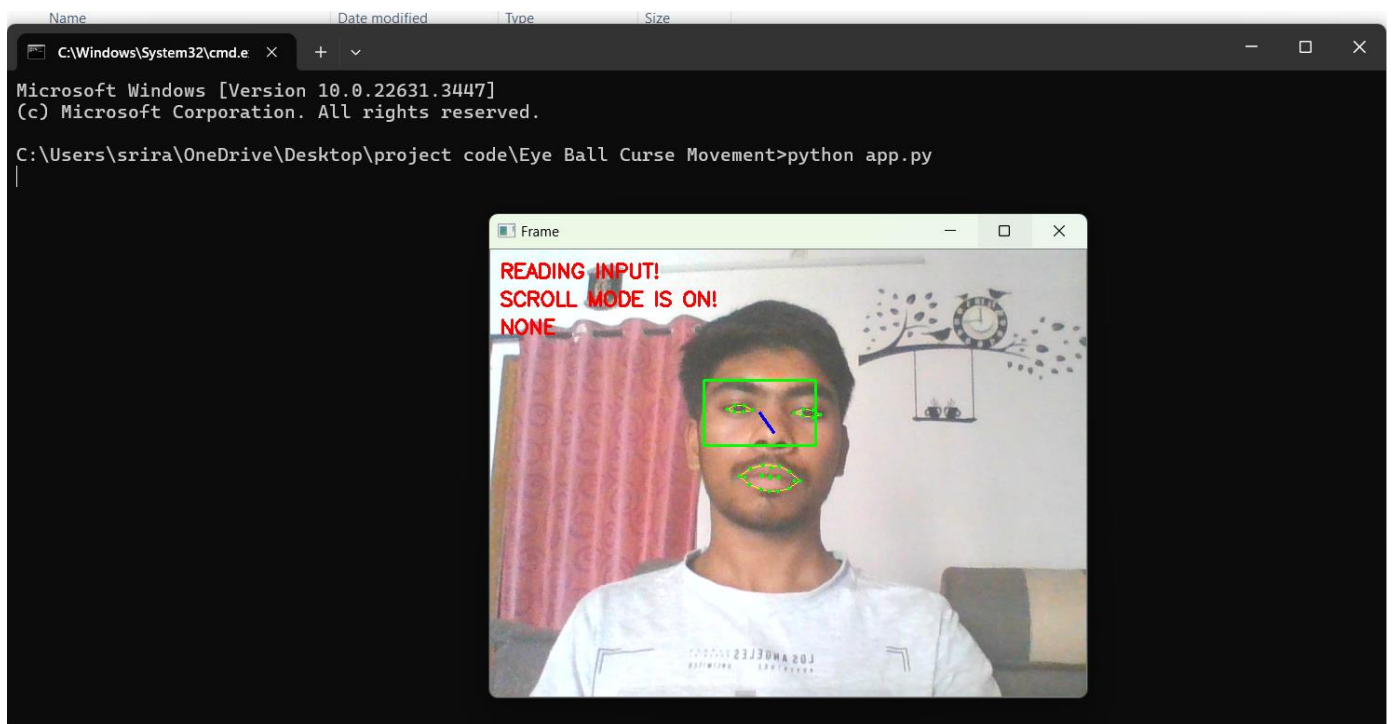 Name Date modified Type Size
C:\Windows\System32\cmd.e
Microsoft Windows [Version 10.0.22631.3447]
(c) Microsoft Corporation. All rights reserved.
C:\Users\srira\OneDrive\Desktop\project code\Eye Ball Curse Movement>python app.py
Frame
READING INPUT!
SCROLL MODE IS ON!
NONE
LOS ANGELES